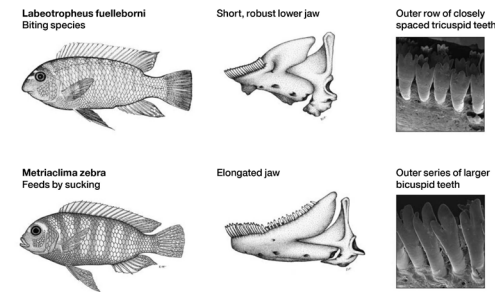 Labeotropheus fuelleborni
Biting species
Short, robust lower jaw
Outer row of closely
spaced tricuspid teeth
Metriaclima zebra
Feeds by sucking
Elongated jaw
Outer series of larger
bicuspid teeth